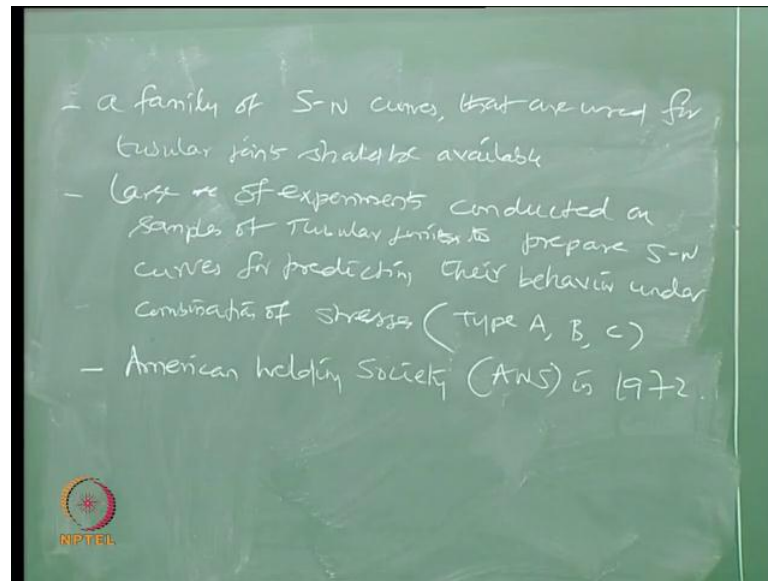 - a family of S-N curves, that are used for
tubular joint shall be available
- Large no of experiments conducted on
samples of Tubular joints to prepare S-N
curves for predicting their behavior under
combination of stresses (Type A, B, C)
- American Welding Society (AWS) in 1972.
NPTEL